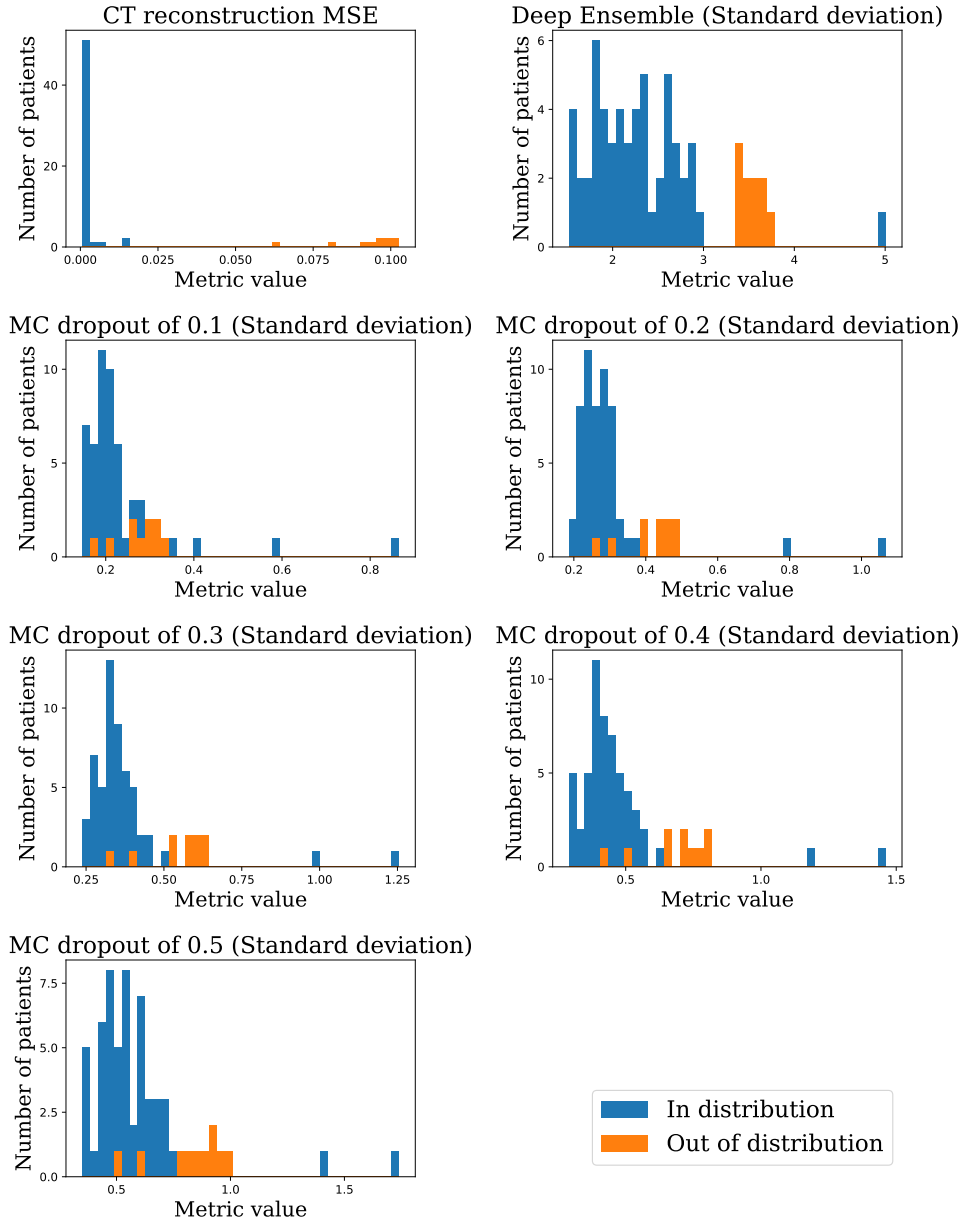 CT reconstruction MSE
Number of patients
40
20
0
0.000 0.025 0.050 0.075 0.100
Metric value
Deep Ensemble (Standard deviation)
Number of patients
6
4
2
0
2 3 4 5
Metric value
MC dropout of 0.1 (Standard deviation)
Number of patients
10
5
0
0.2 0.4 0.6 0.8
Metric value
MC dropout of 0.2 (Standard deviation)
Number of patients
10
5
0
0.2 0.4 0.6 0.8 1.0
Metric value
MC dropout of 0.3 (Standard deviation)
Number of patients
10
5
0
0.25 0.50 0.75 1.00 1.25
Metric value
MC dropout of 0.4 (Standard deviation)
Number of patients
10
5
0
0.5 1.0 1.5
Metric value
MC dropout of 0.5 (Standard deviation)
Number of patients
7.5
5.0
2.5
0.0
0.5 1.0 1.5
Metric value
In distribution
Out of distribution